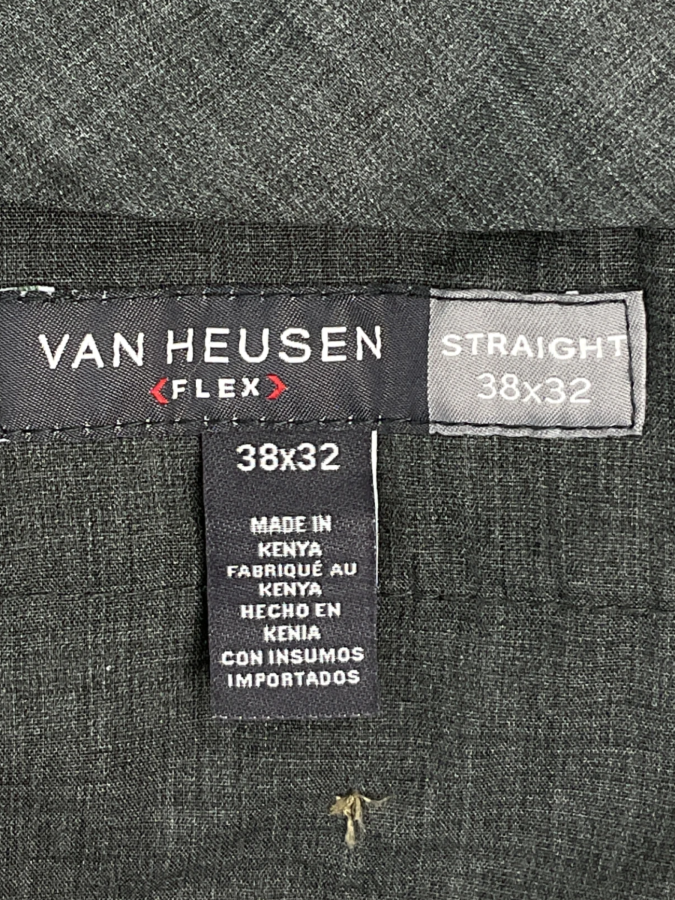 VAN HEUSEN
FLEX
STRAIGHT
38x32
38x32
MADE IN
KENYA
FABRIQUÉ AU
KENYA
HECHO EN
KENIA
CON INSUMOS
IMPORTADOS